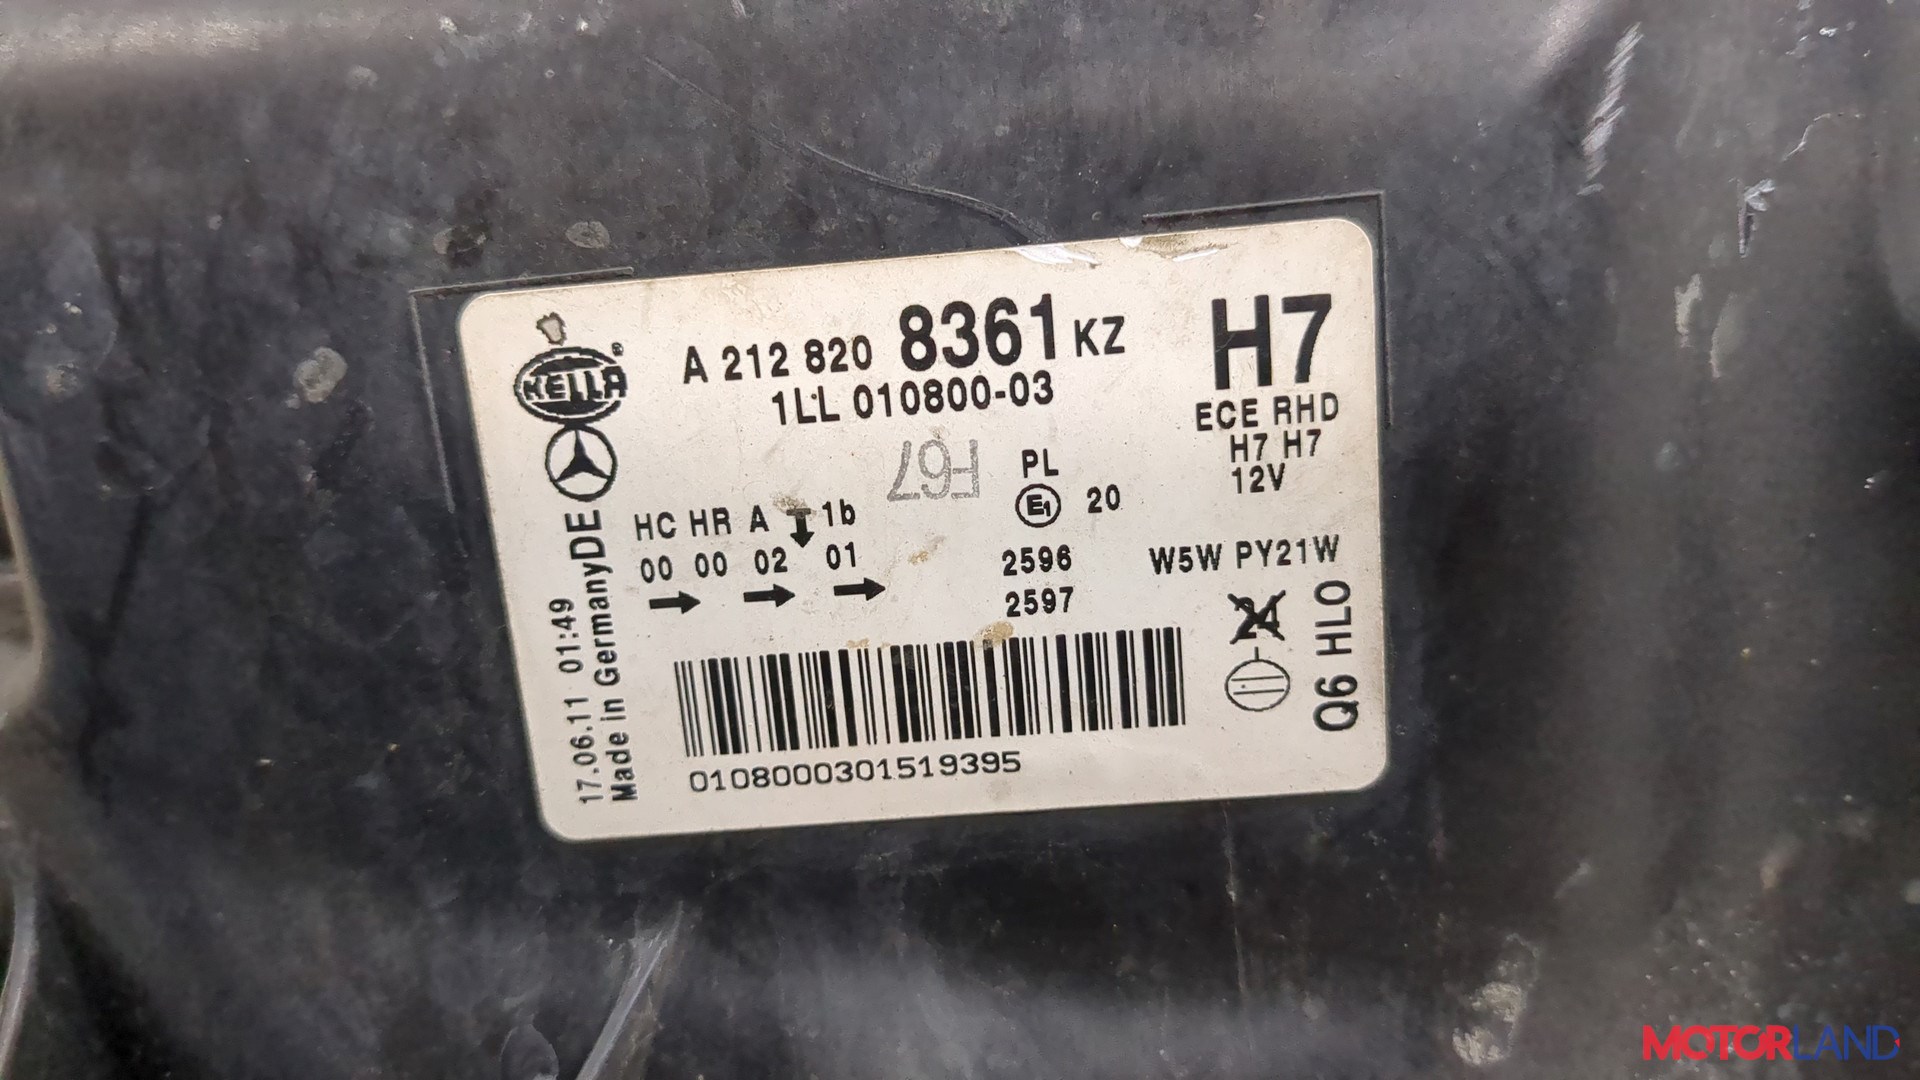 HELLA®
A 212 820 8361 KZ
1LL 010800-03
H7
ECE RHD
H7 H7
12V
F67
PL
E1 20
HC HR A 1b
00 00 02 01
2596
2597
W5W PY21W
24
Q6 HLO
17.06.11 01:49
Made in Germany DE
0108000301519395
MOTORLAND